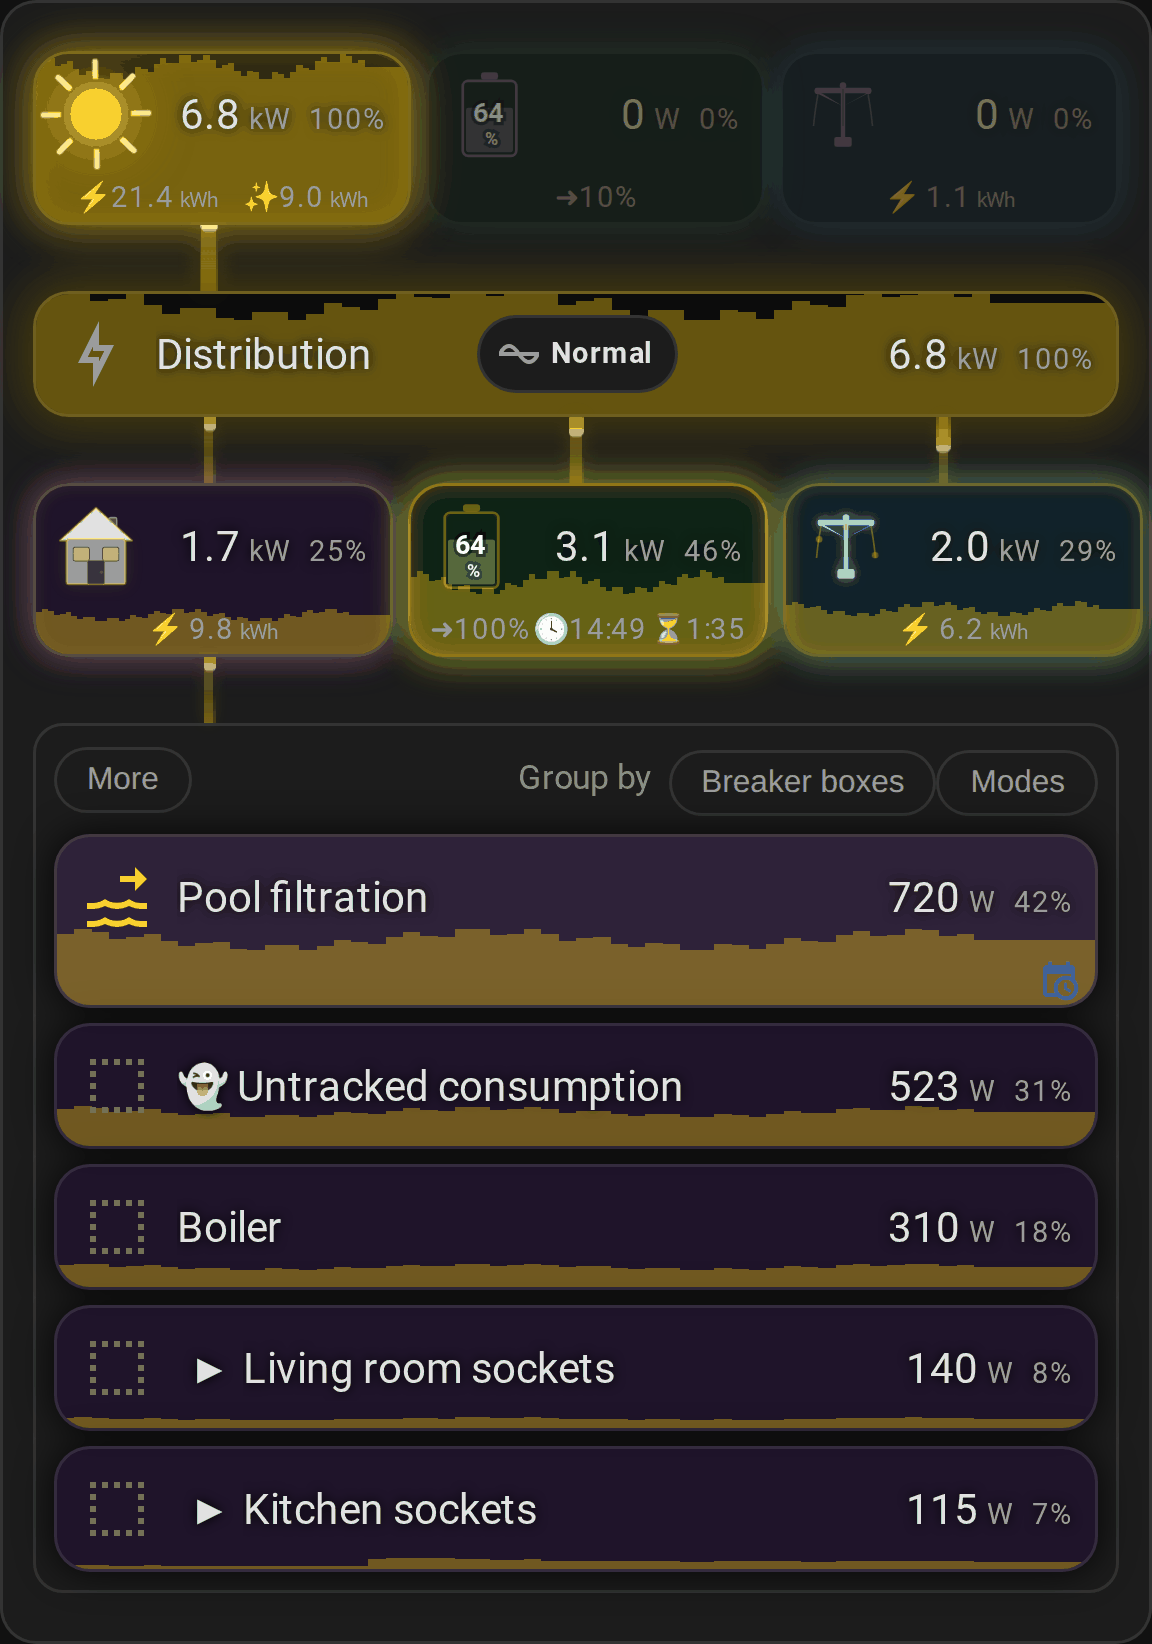 6.8 kW 100%
⚡21.4 kWh ✨9.0 kWh
64 %
0 W 0%
→10%
0 W 0%
⚡ 1.1 kWh
Distribution Normal 6.8 kW 100%
1.7 kW 25%
⚡ 9.8 kWh
64 %
3.1 kW 46%
→100% 🕓14:49 ⏳1:35
2.0 kW 29%
⚡ 6.2 kWh
More Group by Breaker boxes Modes
Pool filtration 720 W 42%
👻 Untracked consumption 523 W 31%
Boiler 310 W 18%
► Living room sockets 140 W 8%
► Kitchen sockets 115 W 7%